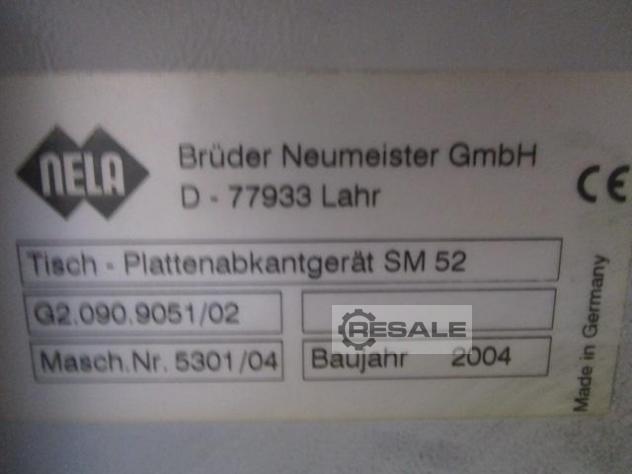 NELA
Brüder Neumeister GmbH
D - 77933 Lahr
CE
Tisch - Plattenabkantgerät SM 52
G2.090.9051/02
RESALE
Masch.Nr. 5301/04
Baujahr 2004
Made in Germany